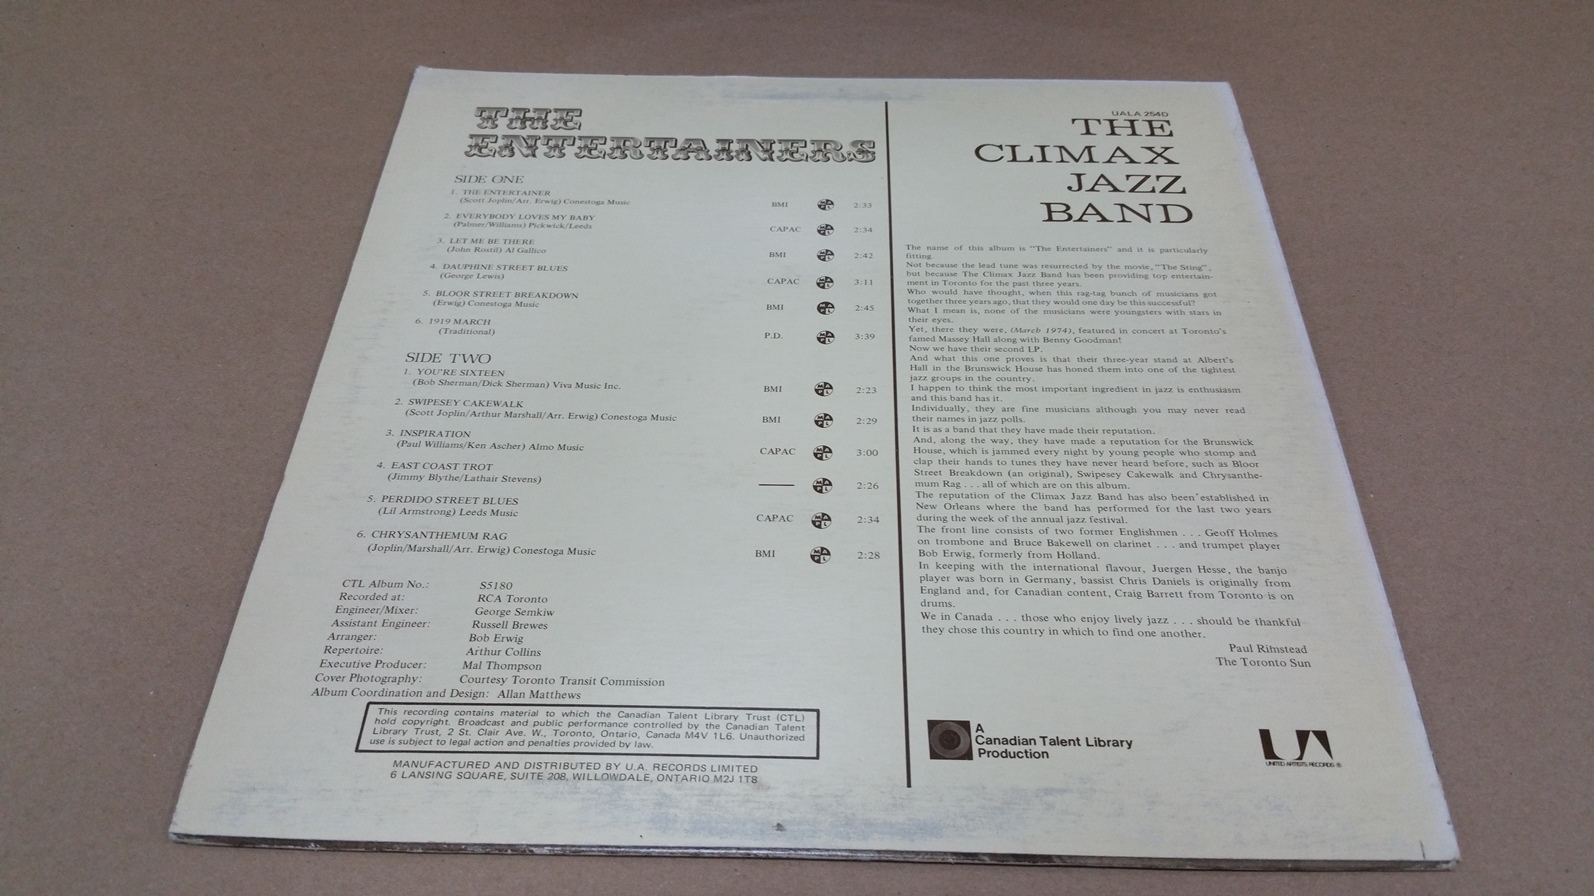 THE
ENTERTAINERS
SIDE ONE
1. THE ENTERTAINER
(Scott Joplin/Arr. Erwig) Conestoga Music BMI 2:33
2. EVERYBODY LOVES MY BABY
(Palmer/Williams) Pickwick/Leeds CAPAC 2:34
3. LET ME BE THERE
(John Rostil) Al Gallico BMI 2:42
4. DAUPHINE STREET BLUES
(George Lewis) CAPAC 3:11
5. BLOOR STREET BREAKDOWN
(Erwig) Conestoga Music BMI 2:45
6. 1919 MARCH
(Traditional) P.D. 3:39
SIDE TWO
1. YOU'RE SIXTEEN
(Bob Sherman/Dick Sherman) Viva Music Inc. BMI 2:23
2. SWIPESEY CAKEWALK
(Scott Joplin/Arthur Marshall/Arr. Erwig) Conestoga Music BMI 2:29
3. INSPIRATION
(Paul Williams/Ken Ascher) Almo Music CAPAC 3:00
4. EAST COAST TROT
(Jimmy Blythe/Lathair Stevens) 2:26
5. PERDIDO STREET BLUES
(Lil Armstrong) Leeds Music CAPAC 2:34
6. CHRYSANTHEMUM RAG
(Joplin/Marshall/Arr. Erwig) Conestoga Music BMI 2:28
CTL Album No.: S5180
Recorded at: RCA Toronto
Engineer/Mixer: George Semkiw
Assistant Engineer: Russell Brewes
Arranger: Bob Erwig
Repertoire: Arthur Collins
Executive Producer: Mal Thompson
Cover Photography: Courtesy Toronto Transit Commission
Album Coordination and Design: Allan Matthews
This recording contains material to which the Canadian Talent Library Trust (CTL)
hold copyright. Broadcast and public performance controlled by the Canadian Talent
Library Trust, 2 St. Clair Ave. W., Toronto, Ontario, Canada M4V 1L6. Unauthorized
use is subject to legal action and penalties provided by law.
MANUFACTURED AND DISTRIBUTED BY U.A. RECORDS LIMITED
6 LANSING SQUARE, SUITE 208, WILLOWDALE, ONTARIO M2J 1T8
UALA 254D
THE
CLIMAX
JAZZ
BAND
The name of this album is "The Entertainers" and it is particularly
fitting.
Not because the lead tune was resurrected by the movie, "The Sting",
but because The Climax Jazz Band has been providing top entertain-
ment in Toronto for the past three years.
Who would have thought, when this rag-tag bunch of musicians got
together three years ago, that they would one day be this successful?
What I mean is, none of the musicians were youngsters with stars in
their eyes.
Yet, there they were, (March 1974), featured in concert at Toronto's
famed Massey Hall along with Benny Goodman!
Now we have their second LP.
And what this one proves is that their three-year stand at Albert's
Hall in the Brunswick House has honed them into one of the tightest
jazz groups in the country.
I happen to think the most important ingredient in jazz is enthusiasm
and this band has it.
Individually, they are fine musicians although you may never read
their names in jazz polls.
It is as a band that they have made their reputation.
And, along the way, they have made a reputation for the Brunswick
House, which is jammed every night by young people who stomp and
clap their hands to tunes they have never heard before, such as Bloor
Street Breakdown (an original), Swipesey Cakewalk and Chrysanthe-
mum Rag . . . all of which are on this album.
The reputation of the Climax Jazz Band has also been established in
New Orleans where the band has performed for the last two years
during the week of the annual jazz festival.
The front line consists of two former Englishmen . . . Geoff Holmes
on trombone and Bruce Bakewell on clarinet . . . and trumpet player
Bob Erwig, formerly from Holland.
In keeping with the international flavour, Juergen Hesse, the banjo
player was born in Germany, bassist Chris Daniels is originally from
England and, for Canadian content, Craig Barrett from Toronto is on
drums.
We in Canada . . . those who enjoy lively jazz . . . should be thankful
they chose this country in which to find one another.
Paul Rimstead
The Toronto Sun
A
Canadian Talent Library
Production
UA
UNITED ARTISTS RECORDS ®